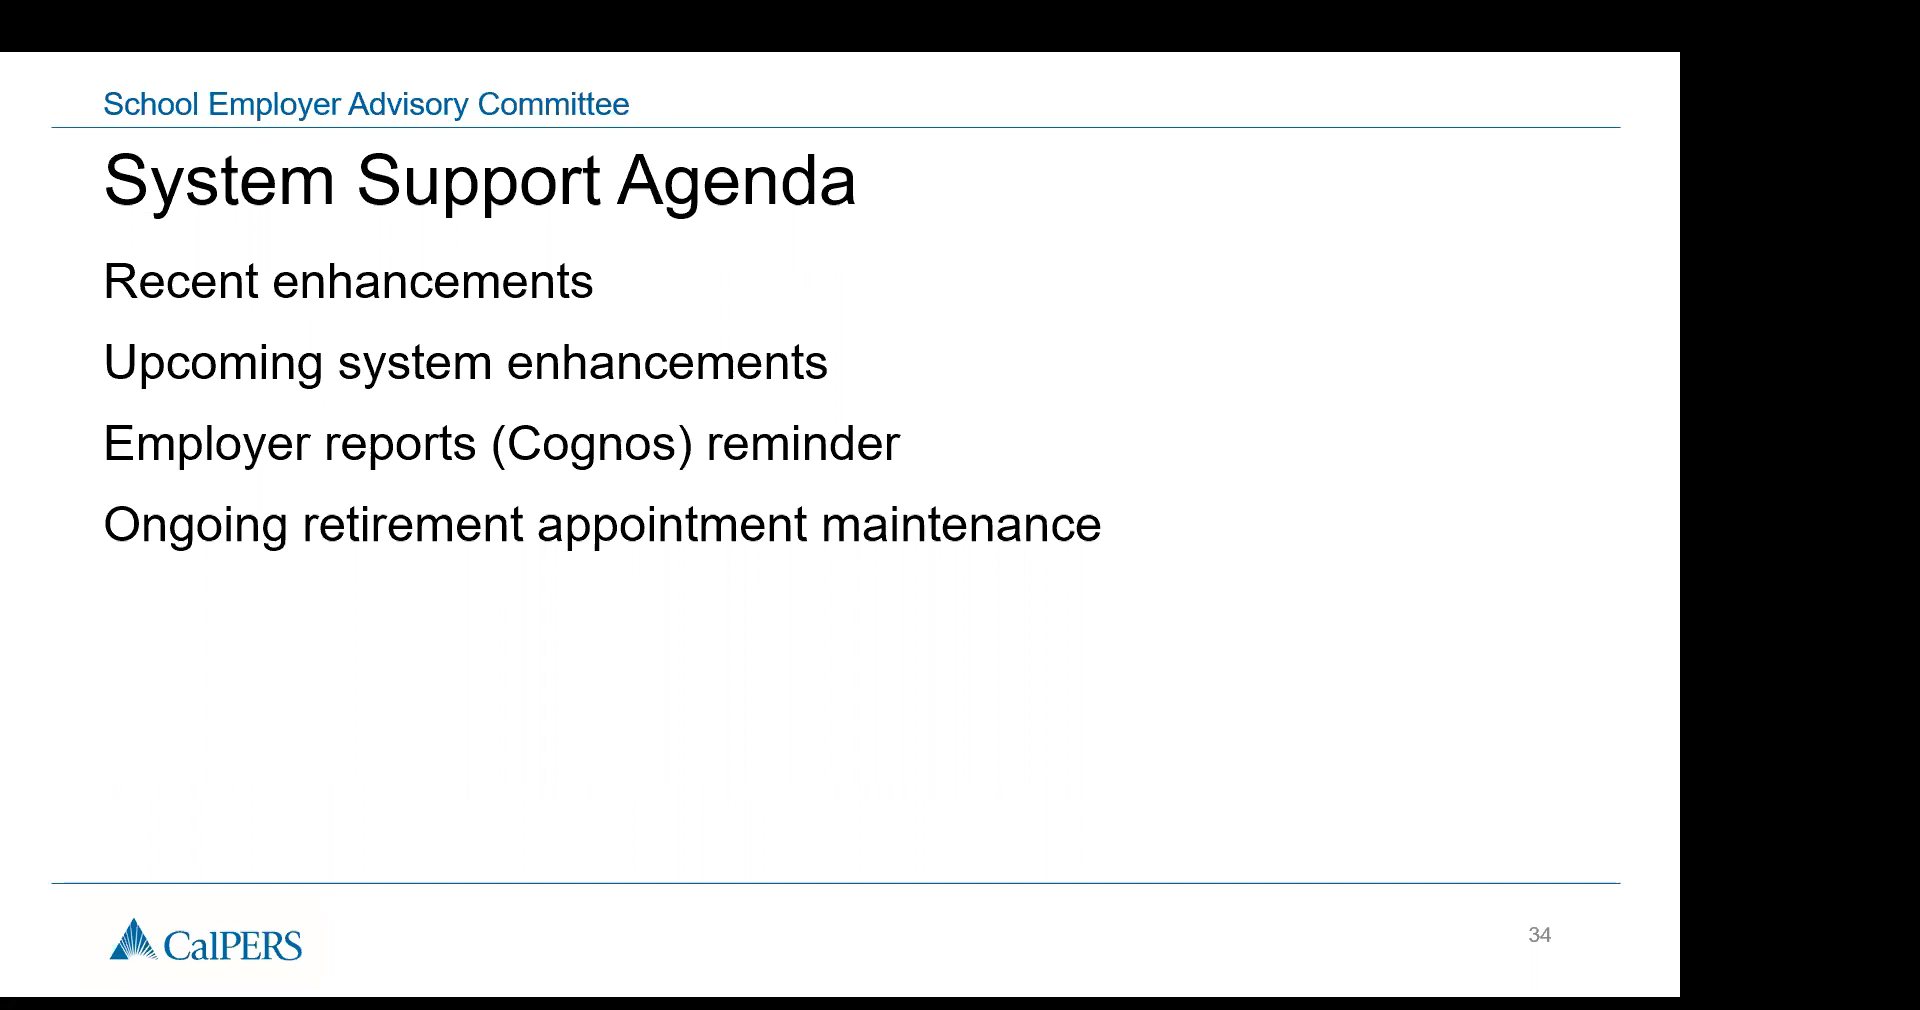 School Employer Advisory Committee
System Support Agenda
Recent enhancements
Upcoming system enhancements
Employer reports (Cognos) reminder
Ongoing retirement appointment maintenance
CalPERS
34